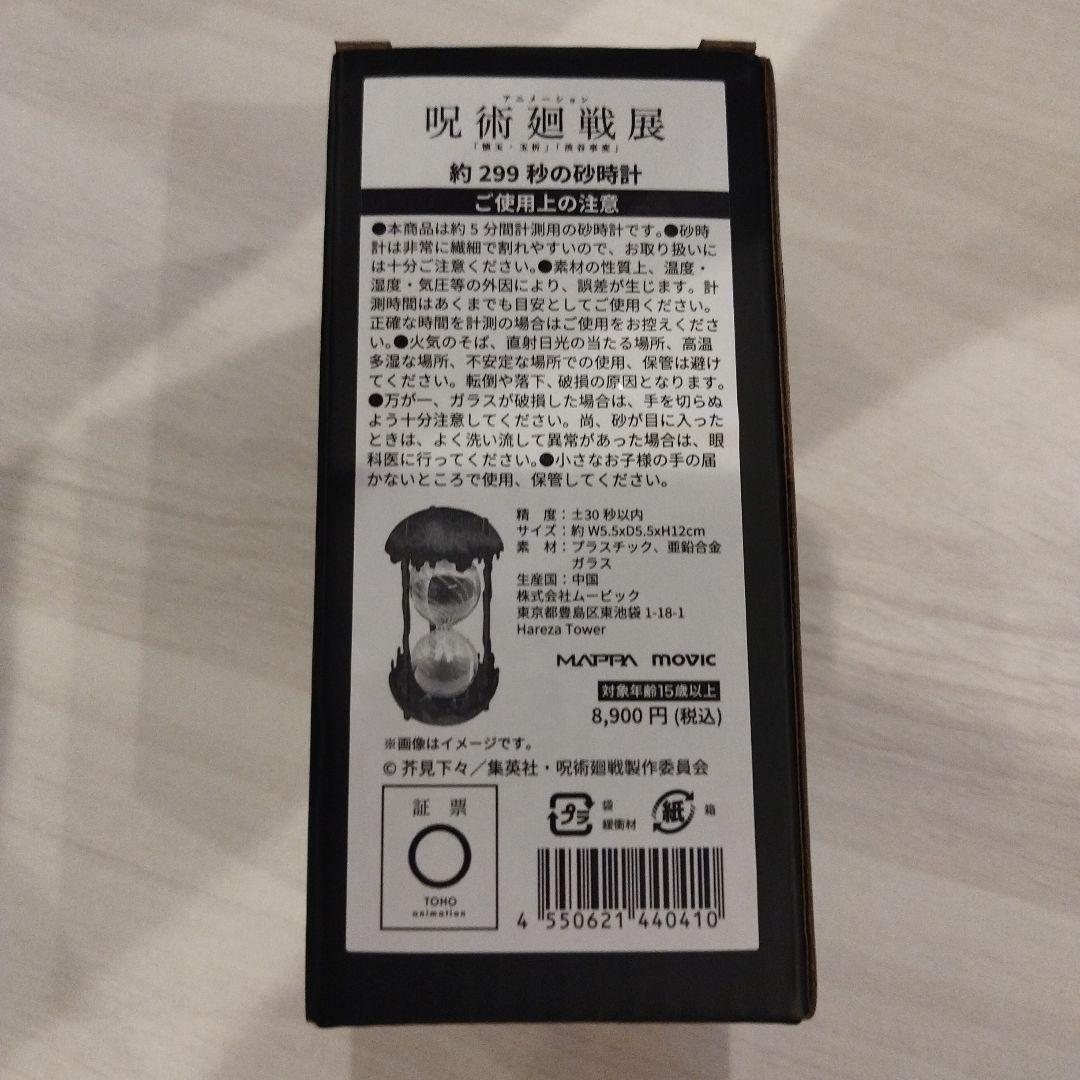 アニメーション
呪術廻戦展
「懐玉・玉折」「渋谷事変」
約 299 秒の砂時計
ご使用上の注意
●本商品は約 5 分間計測用の砂時計です。●砂時
計は非常に繊細で割れやすいので、お取り扱いに
は十分ご注意ください。●素材の性質上、温度・
湿度・気圧等の外因により、誤差が生じます。計
測時間はあくまでも目安としてご使用ください。
正確な時間を計測の場合はご使用をお控えくださ
い。●火気のそば、直射日光の当たる場所、高温
多湿な場所、不安定な場所での使用、保管は避け
てください。転倒や落下、破損の原因となります。
●万が一、ガラスが破損した場合は、手を切らぬ
よう十分注意してください。尚、砂が目に入った
ときは、よく洗い流して異常があった場合は、眼
科医に行ってください。●小さなお子様の手の届
かないところで使用、保管してください。
精　度：±30 秒以内
サイズ：約 W5.5xD5.5xH12cm
素　材：プラスチック、亜鉛合金
ガラス
生産国：中国
株式会社ムービック
東京都豊島区東池袋 1-18-1
Hareza Tower
MAPPA movic
対象年齢15歳以上
8,900 円 (税込)
※画像はイメージです。
© 芥見下々／集英社・呪術廻戦製作委員会
証 票
TOHO
animation
プラ 袋 緩衝材
紙 箱
4 550621 440410